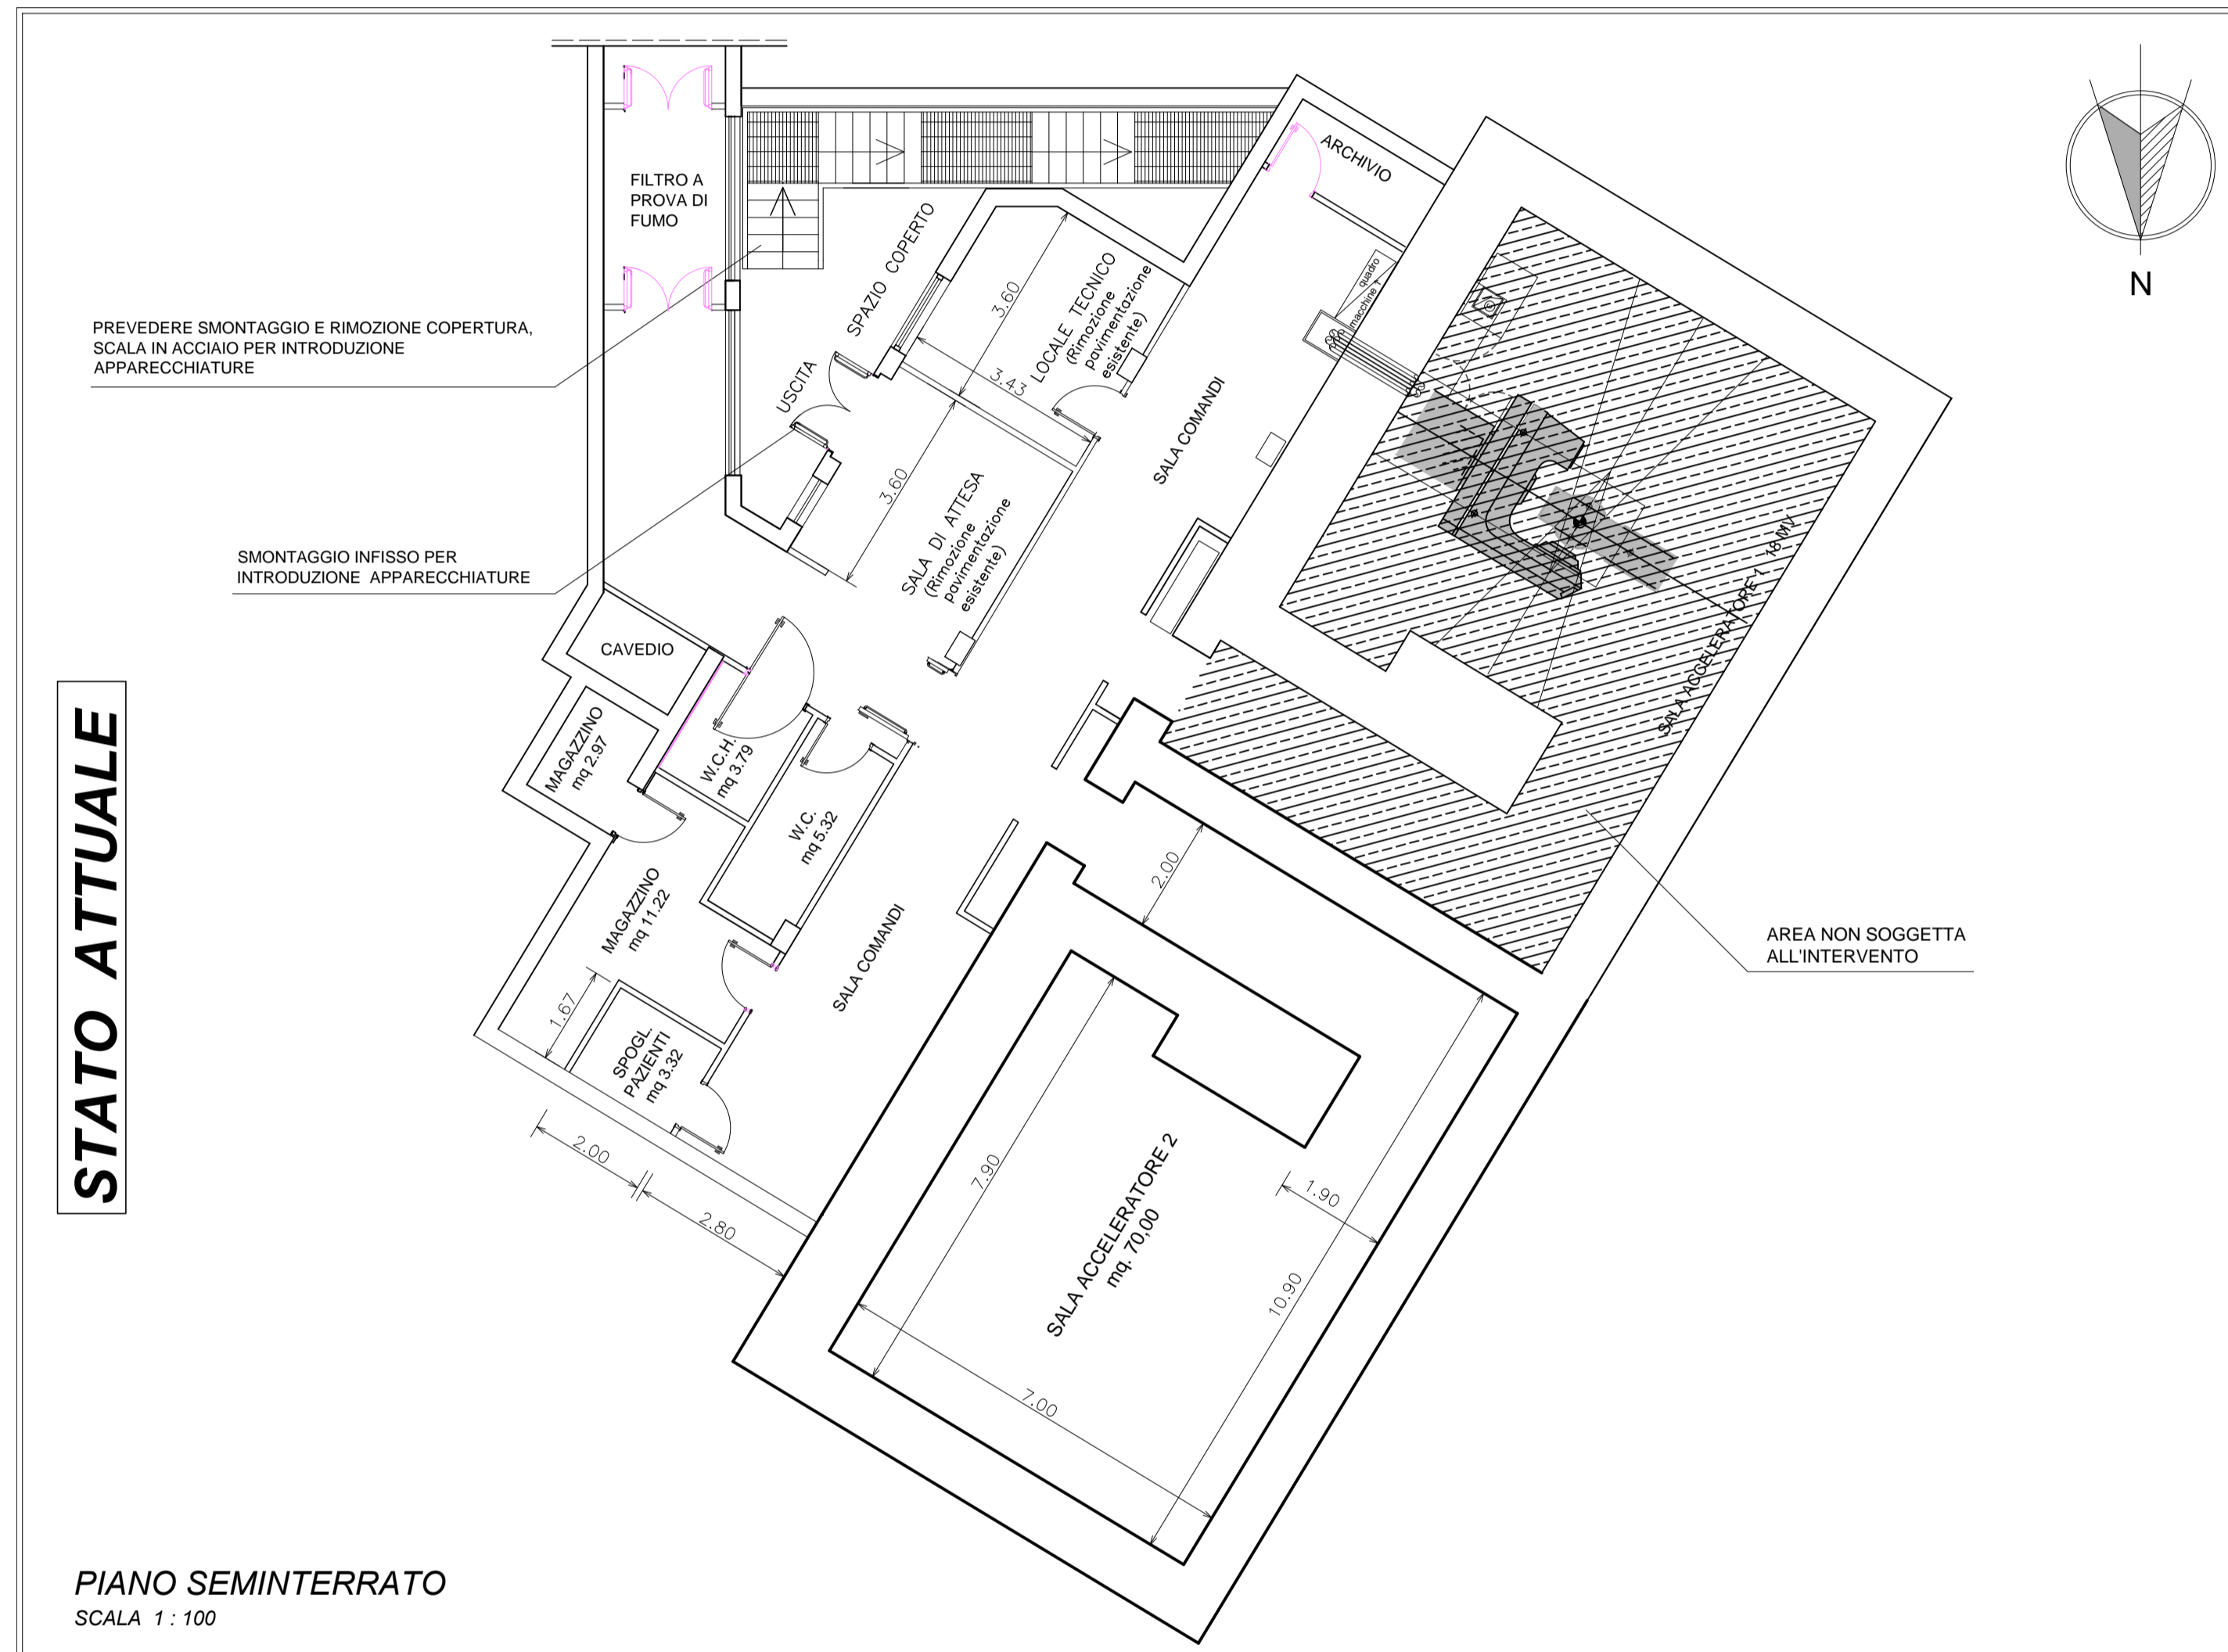 FILTRO A
PROVA DI
FUMO
ARCHIVIO
N
PREVEDERE SMONTAGGIO E RIMOZIONE COPERTURA,
SCALA IN ACCIAIO PER INTRODUZIONE
APPARECCHIATURE
SPAZIO COPERTO
USCITA
3.60
3.43
LOCALE TECNICO
(Rimozione
pavimentazione
esistente)
quadro
macchine 1
SALA COMANDI
3.60
SALA DI ATTESA
(Rimozione
pavimentazione
esistente)
SMONTAGGIO INFISSO PER
INTRODUZIONE APPARECCHIATURE
SALA ACCELERATORE 1 18 MV
CAVEDIO
MAGAZZINO
mq 2.97
W.C.H.
mq 3.79
W.C.
mq 5.32
MAGAZZINO
mq 11.22
SALA COMANDI
2.00
AREA NON SOGGETTA
ALL'INTERVENTO
1.67
SPOGL.
PAZIENTI
mq 3.32
2.00
2.80
7.90
SALA ACCELERATORE 2
mq. 70,00
1.90
10.90
7.00
STATO ATTUALE
PIANO SEMINTERRATO
SCALA 1 : 100